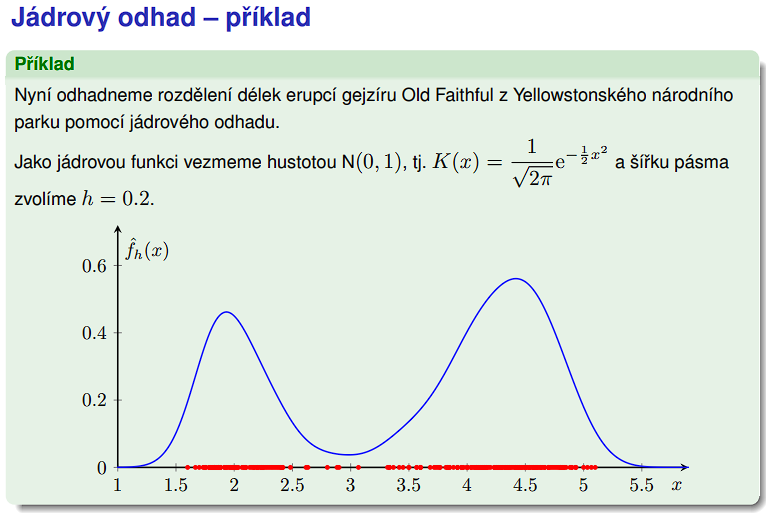 Jádrový odhad – příklad
Příklad
Nyní odhadneme rozdělení délek erupcí gejzíru Old Faithful z Yellowstonského národního
parku pomocí jádrového odhadu.
Jako jádrovou funkci vezmeme hustotou N(0, 1), tj. $K(x) = \frac{1}{\sqrt{2\pi}} \mathrm{e}^{-\frac{1}{2}x^2}$ a šířku pásma
zvolíme $h = 0.2$.
$\hat{f}_h(x)$
0.6
0.4
0.2
0
1 1.5 2 2.5 3 3.5 4 4.5 5 5.5 x